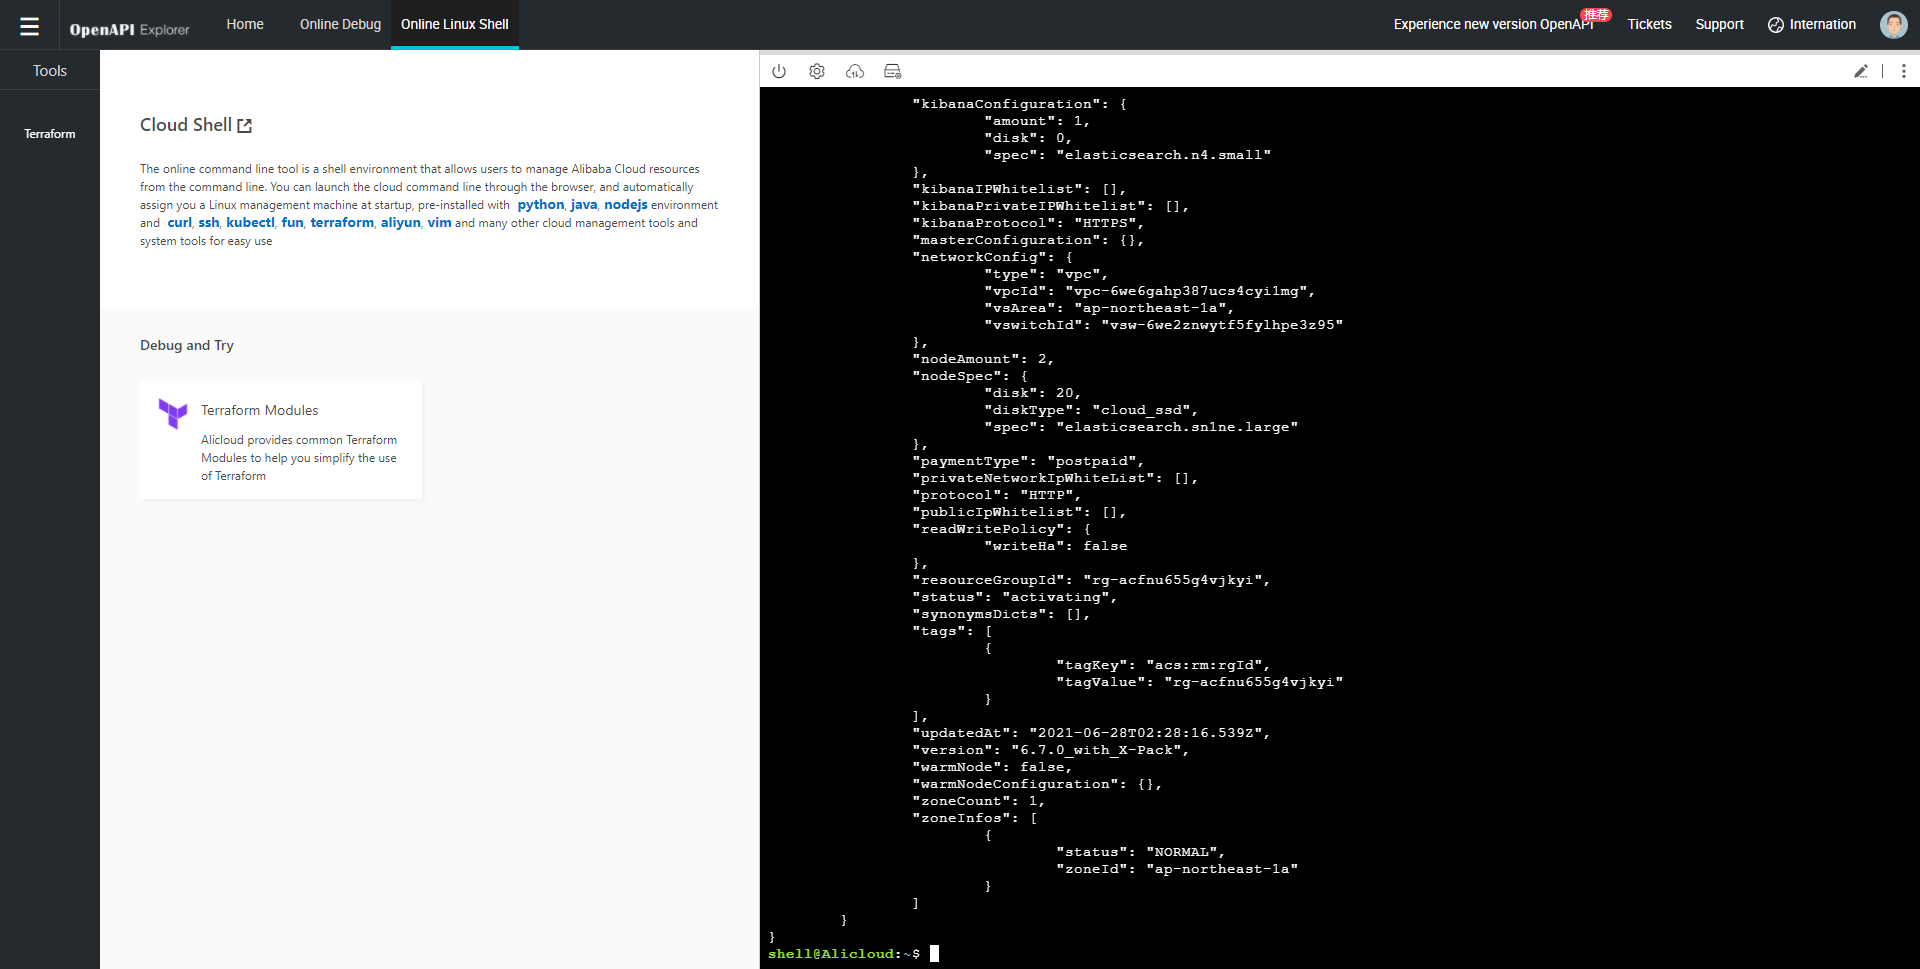 OpenAPI Explorer
Home
Online Debug
Online Linux Shell
Experience new version OpenAPI
推荐
Tickets
Support
Internation
Tools
Terraform
Cloud Shell
The online command line tool is a shell environment that allows users to manage Alibaba Cloud resources
from the command line. You can launch the cloud command line through the browser, and automatically
assign you a Linux management machine at startup, pre-installed with python, java, nodejs environment
and curl, ssh, kubectl, fun, terraform, aliyun, vim and many other cloud management tools and
system tools for easy use
Debug and Try
Terraform Modules
Alicloud provides common Terraform
Modules to help you simplify the use
of Terraform
"kibanaConfiguration": {
"amount": 1,
"disk": 0,
"spec": "elasticsearch.n4.small"
},
"kibanaIPWhitelist": [],
"kibanaPrivateIPWhitelist": [],
"kibanaProtocol": "HTTPS",
"masterConfiguration": {},
"networkConfig": {
"type": "vpc",
"vpcId": "vpc-6we6gahp387ucs4cyi1mg",
"vsArea": "ap-northeast-1a",
"vswitchId": "vsw-6we2znwytf5fylhpe3z95"
},
"nodeAmount": 2,
"nodeSpec": {
"disk": 20,
"diskType": "cloud_ssd",
"spec": "elasticsearch.sn1ne.large"
},
"paymentType": "postpaid",
"privateNetworkIpWhiteList": [],
"protocol": "HTTP",
"publicIpWhitelist": [],
"readWritePolicy": {
"writeHa": false
},
"resourceGroupId": "rg-acfnu655g4vjkyi",
"status": "activating",
"synonymsDicts": [],
"tags": [
{
"tagKey": "acs:rm:rgId",
"tagValue": "rg-acfnu655g4vjkyi"
}
],
"updatedAt": "2021-06-28T02:28:16.539Z",
"version": "6.7.0_with_X-Pack",
"warmNode": false,
"warmNodeConfiguration": {},
"zoneCount": 1,
"zoneInfos": [
{
"status": "NORMAL",
"zoneId": "ap-northeast-1a"
}
]
}
}
shell@Alicloud:~$